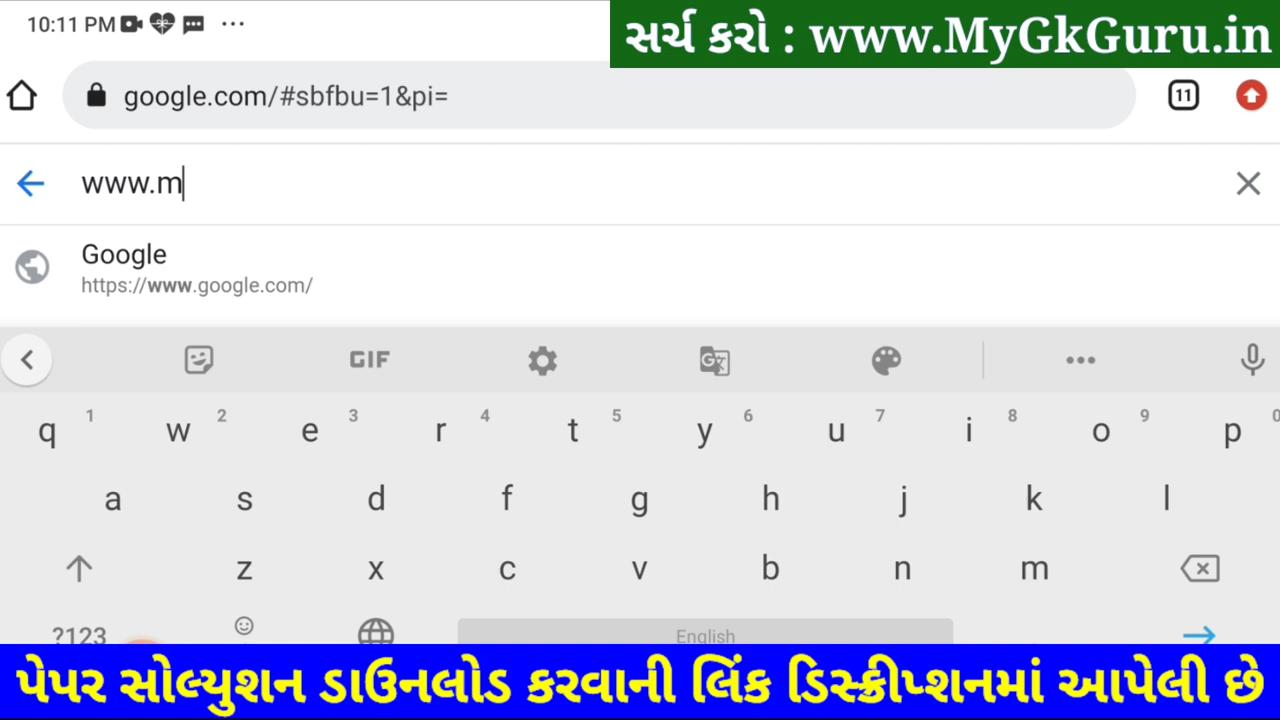 10:11 PM
સર્ચ કરો : www.MyGkGuru.in
google.com/#sbfbu=1&pi=
11
www.m
Google
https://www.google.com/
GIF
q 1 w 2 e 3 r 4 t 5 y 6 u 7 i 8 o 9 p 0
a s d f g h j k l
z x c v b n m
?123
English
પેપર સોલ્યુશન ડાઉનલોડ કરવાની લિંક ડિસ્ક્રીપ્શનમાં આપેલી છે